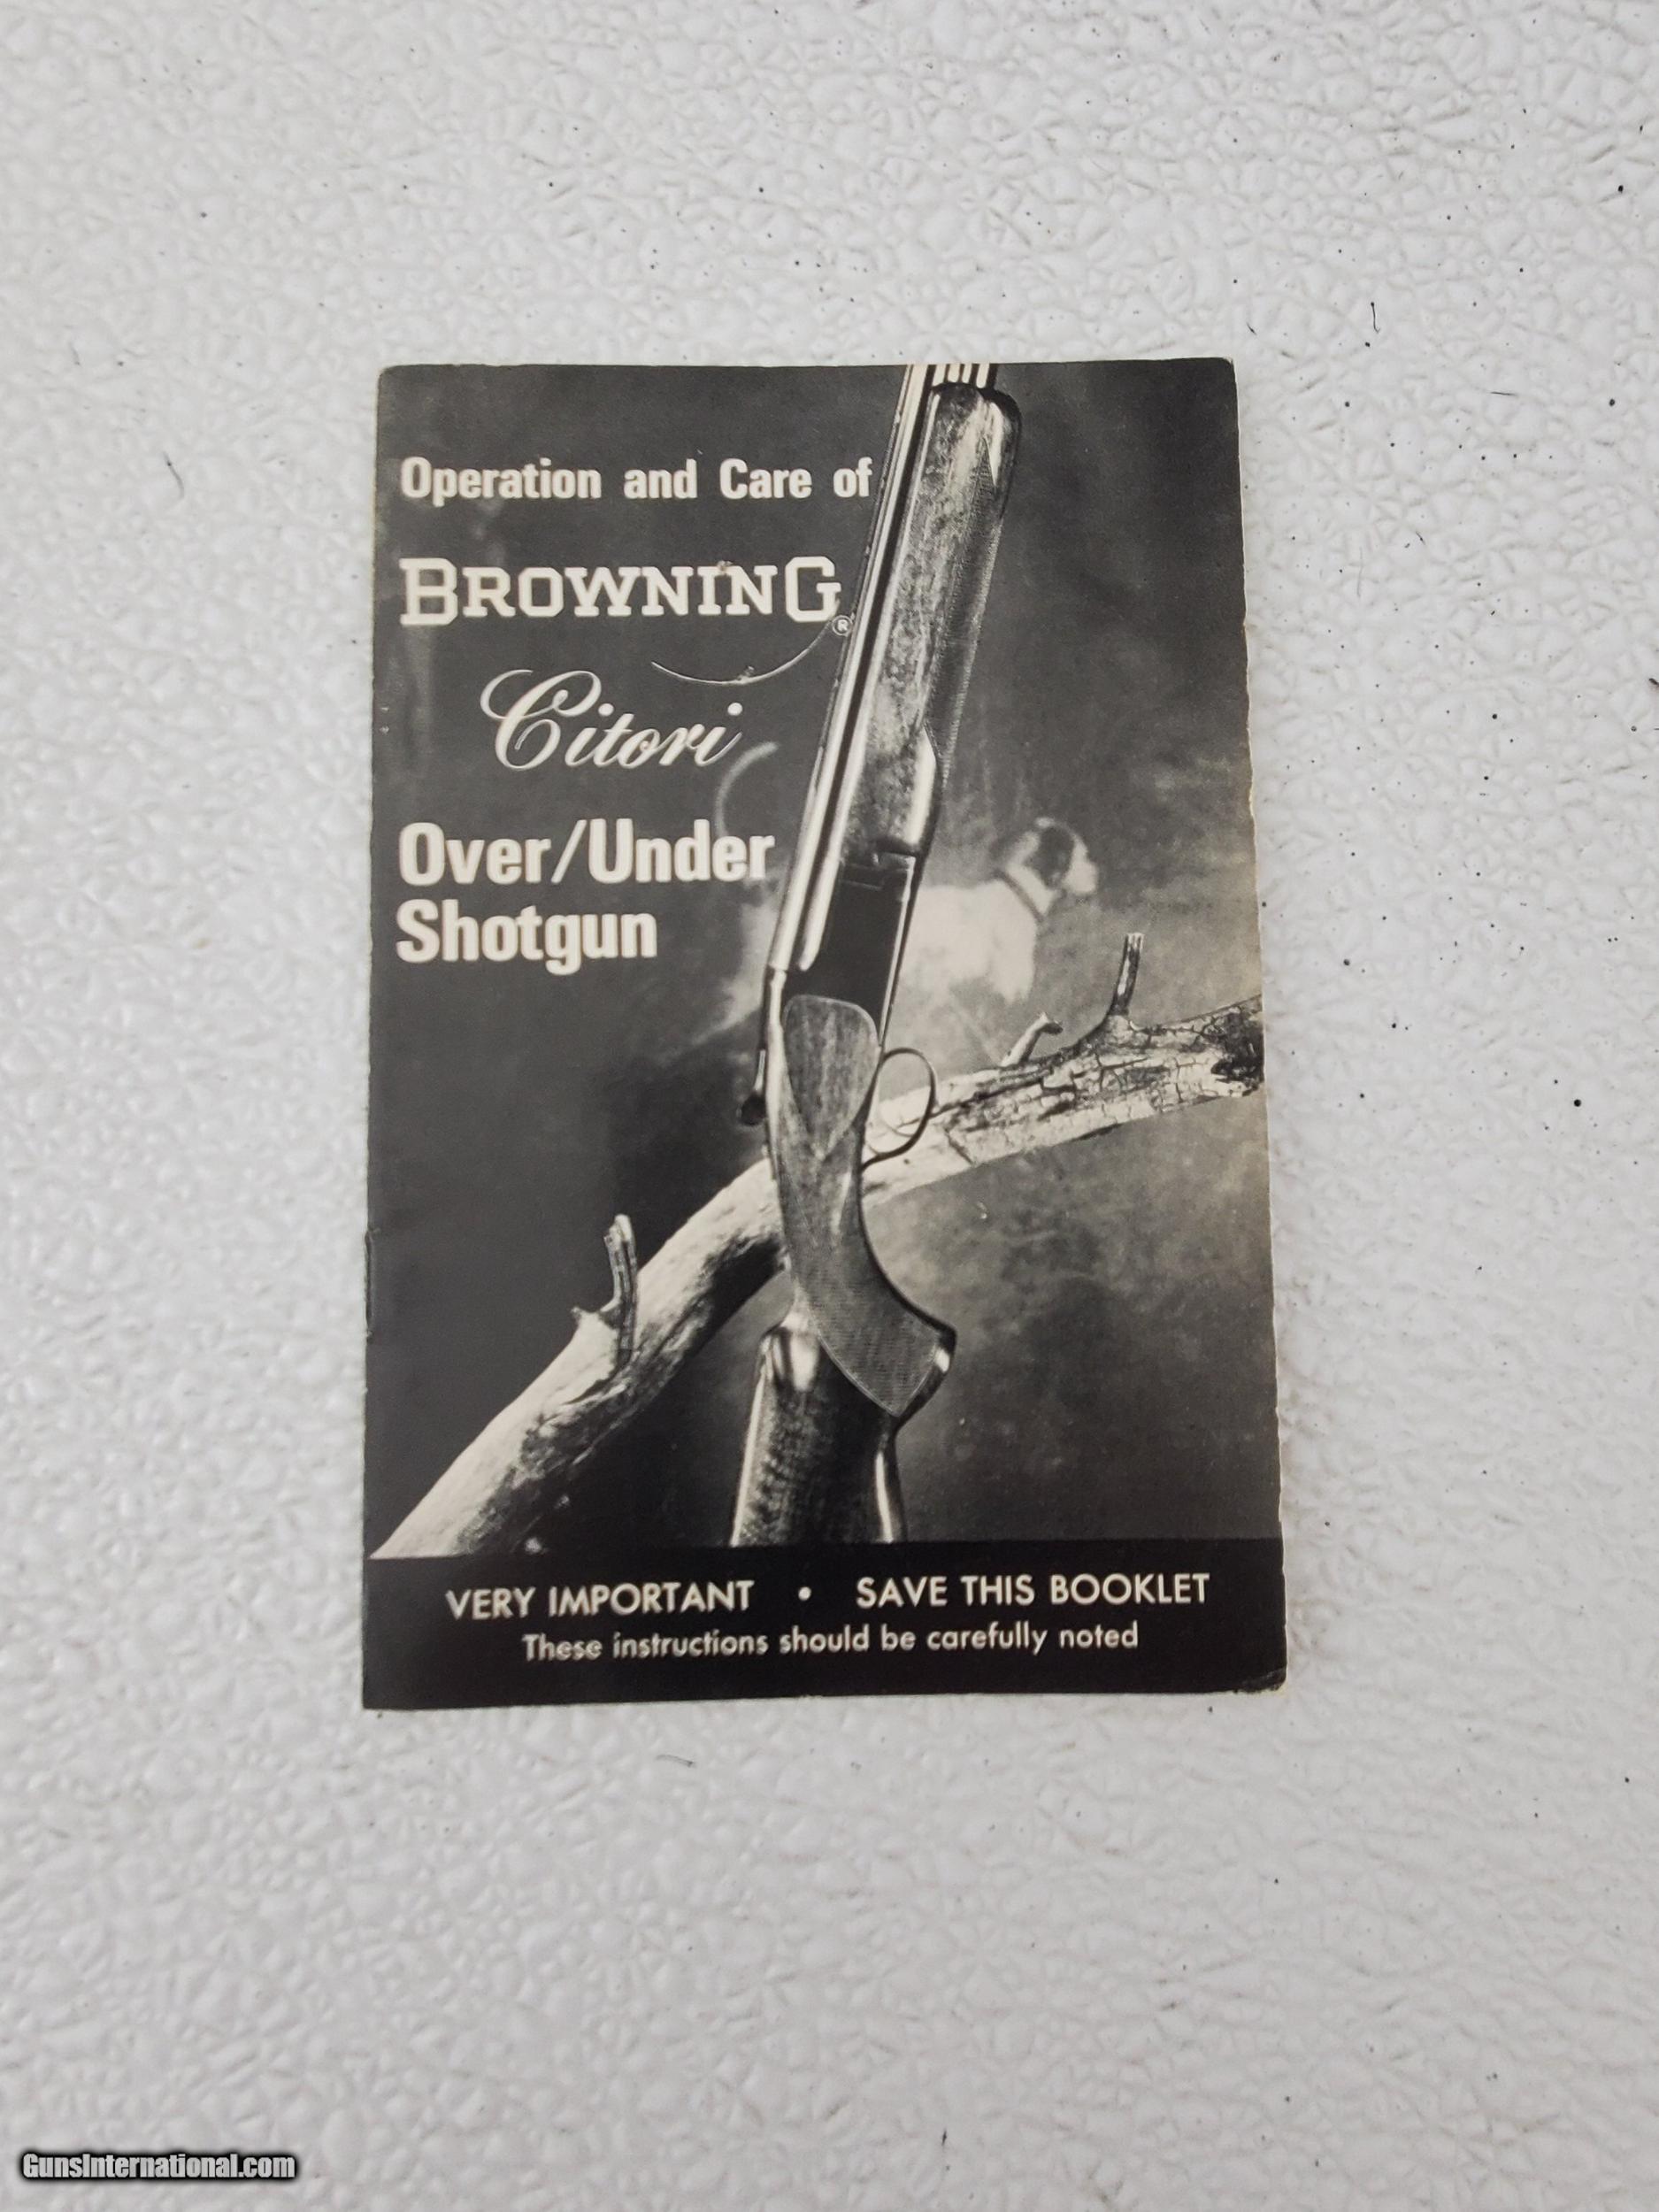 Operation and Care of
BROWNING®
Citori
Over/Under
Shotgun
VERY IMPORTANT • SAVE THIS BOOKLET
These instructions should be carefully noted
GunsInternational.com